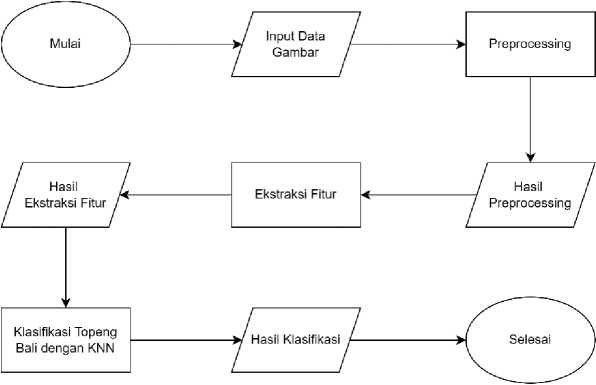 Mulai
Input Data
Gambar
Preprocessing
Hasil
Preprocessing
Ekstraksi Fitur
Hasil
Ekstraksi Fitur
Klasifikasi Topeng
Bali dengan KNN
Hasil Klasifikasi
Selesai